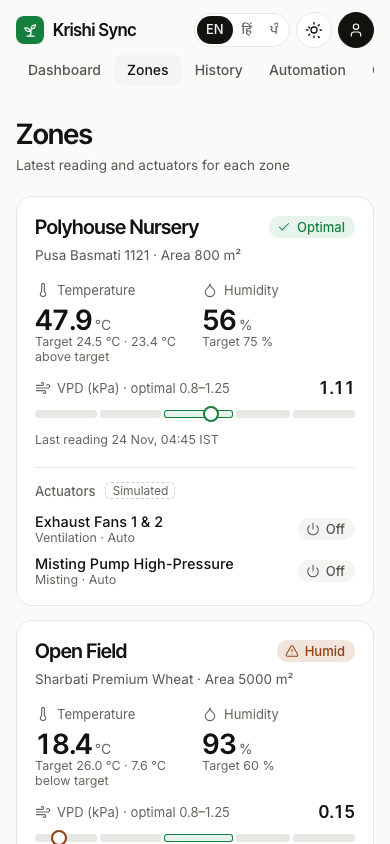 Krishi Sync
EN हिं ਪੰ
Dashboard Zones History Automation
Zones
Latest reading and actuators for each zone
Polyhouse Nursery
Optimal
Pusa Basmati 1121 · Area 800 m²
Temperature Humidity
47.9 °C 56 %
Target 24.5 °C · 23.4 °C above target Target 75 %
VPD (kPa) · optimal 0.8–1.25 1.11
Last reading 24 Nov, 04:45 IST
Actuators Simulated
Exhaust Fans 1 & 2
Ventilation · Auto
Off
Misting Pump High-Pressure
Misting · Auto
Off
Open Field
Humid
Sharbati Premium Wheat · Area 5000 m²
Temperature Humidity
18.4 °C 93 %
Target 26.0 °C · 7.6 °C below target Target 60 %
VPD (kPa) · optimal 0.8–1.25 0.15